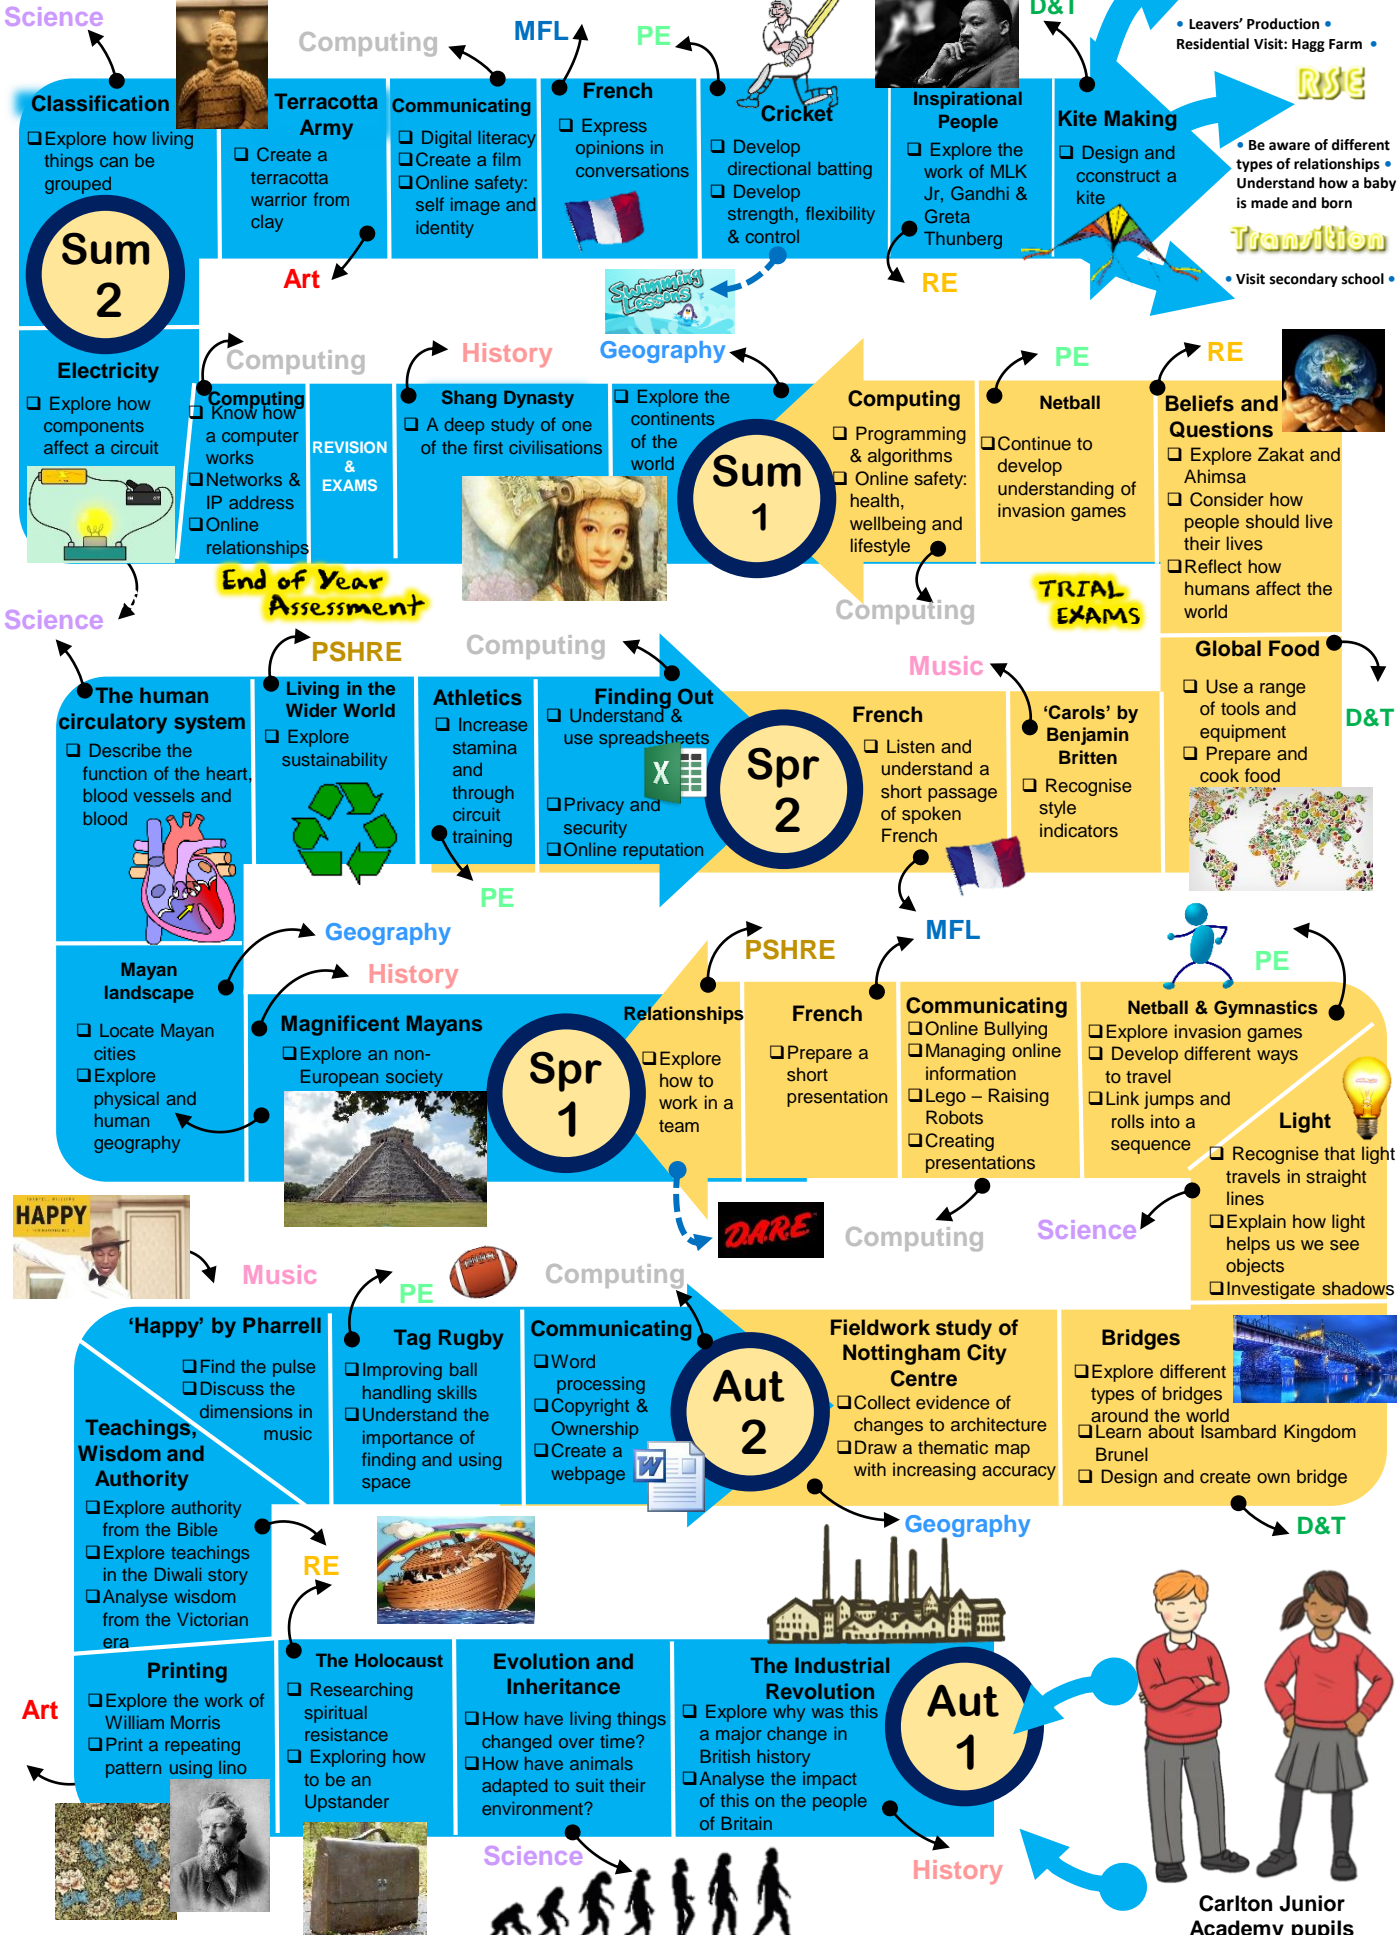 Science
Computing
MFL
PE
D&T
• Leavers' Production •
Residential Visit: Hagg Farm •
RSE
• Be aware of different
types of relationships •
Understand how a baby
is made and born
Transition
• Visit secondary school •
Classification
❑Explore how living
things can be
grouped
Terracotta
Army
❑ Create a
terracotta
warrior from
clay
Art
Communicating
❑ Digital literacy
❑Create a film
❑Online safety:
self image and
identity
French
❑ Express
opinions in
conversations
Cricket
❑ Develop
directional batting
❑ Develop
strength, flexibility
& control
Swimming
Lessons
Inspirational
People
❑ Explore the
work of MLK
Jr, Gandhi &
Greta
Thunberg
RE
Kite Making
❑ Design and
cconstruct a
kite
Sum
2
Electricity
❑ Explore how
components
affect a circuit
Science
Computing
Computing
❑ Know how
a computer
works
❑Networks &
IP address
❑Online
relationships
REVISION
&
EXAMS
End of Year
Assessment
History
Shang Dynasty
❑ A deep study of one
of the first civilisations
Geography
❑ Explore the
continents
of the
world
Sum
1
Computing
❑ Programming
& algorithms
❑ Online safety:
health,
wellbeing and
lifestyle
Computing
PE
Netball
❑Continue to
develop
understanding of
invasion games
TRIAL
EXAMS
RE
Beliefs and
Questions
❑ Explore Zakat and
Ahimsa
❑ Consider how
people should live
their lives
❑Reflect how
humans affect the
world
Global Food
❑ Use a range
of tools and
equipment
❑ Prepare and
cook food
D&T
The human
circulatory system
❑ Describe the
function of the heart,
blood vessels and
blood
PSHRE
Living in the
Wider World
❑ Explore
sustainability
Athletics
❑ Increase
stamina
and
through
circuit
training
PE
Computing
Finding Out
❑ Understand &
use spreadsheets
X
❑Privacy and
security
❑Online reputation
Spr
2
French
❑ Listen and
understand a
short passage
of spoken
French
MFL
Music
'Carols' by
Benjamin
Britten
❑ Recognise
style
indicators
Geography
Mayan
landscape
❑ Locate Mayan
cities
❑Explore
physical and
human
geography
History
Magnificent Mayans
❑Explore an non-
European society
Spr
1
PSHRE
Relationships
❑Explore
how to
work in a
team
D.A.R.E
French
❑Prepare a
short
presentation
Communicating
❑Online Bullying
❑Managing online
information
❑Lego – Raising
Robots
❑Creating
presentations
Computing
PE
Netball & Gymnastics
❑Explore invasion games
❑ Develop different ways
to travel
❑Link jumps and
rolls into a
sequence
Light
❑ Recognise that light
travels in straight
lines
❑Explain how light
helps us we see
objects
❑Investigate shadows
Science
HAPPY
Music
'Happy' by Pharrell
❑Find the pulse
❑Discuss the
dimensions in
music
PE
Tag Rugby
❑Improving ball
handling skills
❑Understand the
importance of
finding and using
space
Computing
Communicating
❑Word
processing
❑Copyright &
Ownership
❑Create a
webpage
W
Aut
2
Fieldwork study of
Nottingham City
Centre
❑Collect evidence of
changes to architecture
❑Draw a thematic map
with increasing accuracy
Geography
Bridges
❑Explore different
types of bridges
around the world
❑Learn about Isambard Kingdom
Brunel
❑ Design and create own bridge
D&T
Teachings,
Wisdom and
Authority
❑Explore authority
from the Bible
❑Explore teachings
in the Diwali story
❑Analyse wisdom
from the Victorian
era
RE
Printing
❑Explore the work of
William Morris
❑Print a repeating
pattern using lino
Art
The Holocaust
❑ Researching
spiritual
resistance
❑ Exploring how
to be an
Upstander
Evolution and
Inheritance
❑How have living things
changed over time?
❑How have animals
adapted to suit their
environment?
Science
The Industrial
Revolution
❑ Explore why was this
a major change in
British history
❑Analyse the impact
of this on the people
of Britain
History
Aut
1
Carlton Junior
Academy pupils